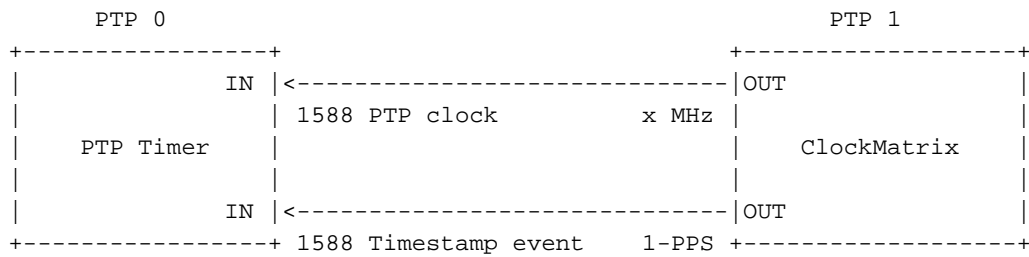 PTP 0 PTP 1
IN OUT
1588 PTP clock x MHz
PTP Timer ClockMatrix
IN OUT
1588 Timestamp event 1-PPS